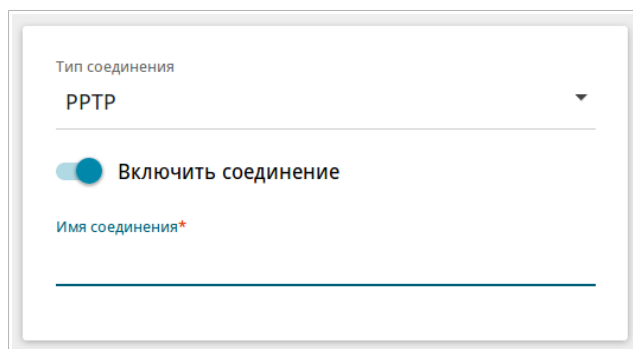 Тип соединения
PPTP
Включить соединение
Имя соединения*